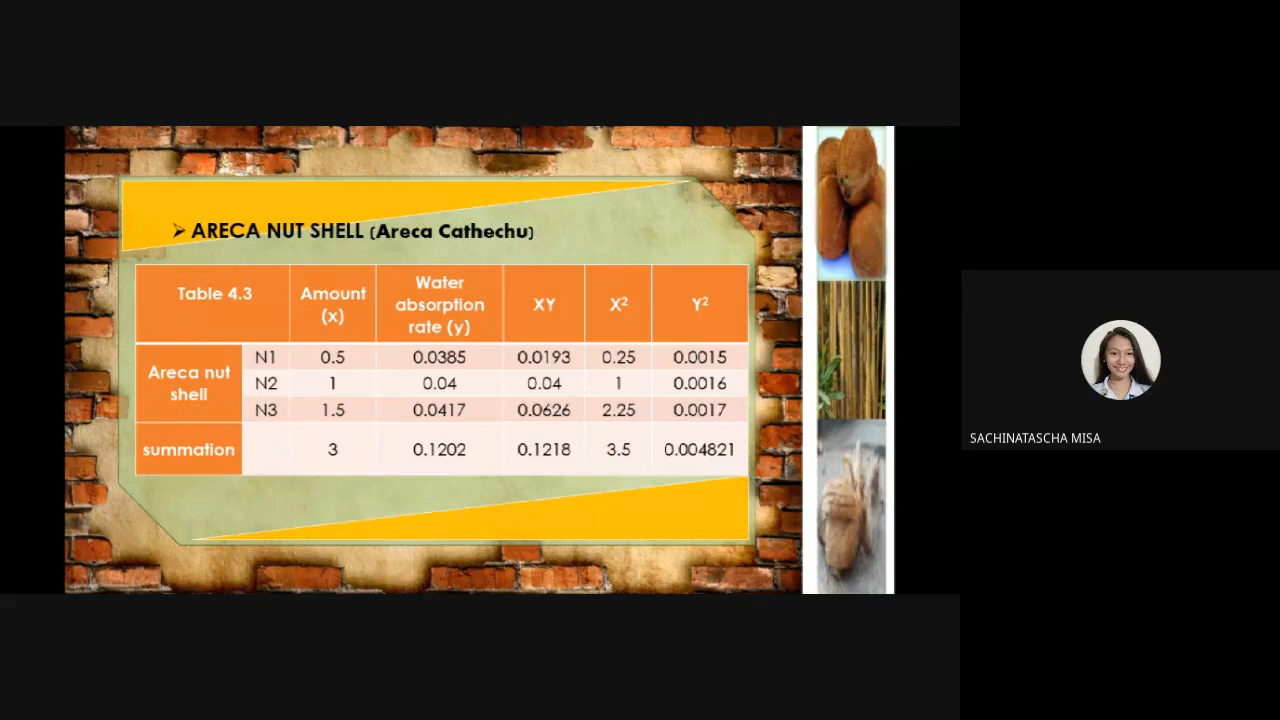 ➢ ARECA NUT SHELL (Areca Cathechu)
Table 4.3 Amount (x) Water absorption rate (y) XY X² Y²
Areca nut shell N1 0.5 0.0385 0.0193 0.25 0.0015
N2 1 0.04 0.04 1 0.0016
N3 1.5 0.0417 0.0626 2.25 0.0017
summation 3 0.1202 0.1218 3.5 0.004821
SACHINATASCHA MISA